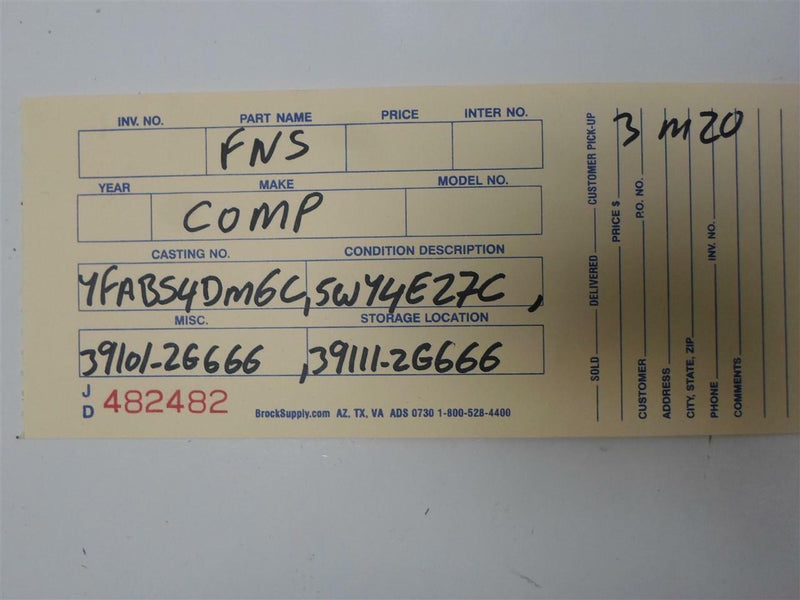 INV. NO. PART NAME PRICE INTER NO.
FNS
YEAR MAKE MODEL NO.
COMP
CASTING NO. CONDITION DESCRIPTION
YFABS4DM6C, SWY4E27C,
MISC. STORAGE LOCATION
39101-2G666 , 39111-2G666
JD 482482 BrockSupply.com AZ, TX, VA ADS 0730 1-800-528-4400
3 M20
SOLD DELIVERED CUSTOMER PICK-UP
PRICE $
CUSTOMER P.O. NO.
ADDRESS
CITY, STATE, ZIP
PHONE INV. NO.
COMMENTS